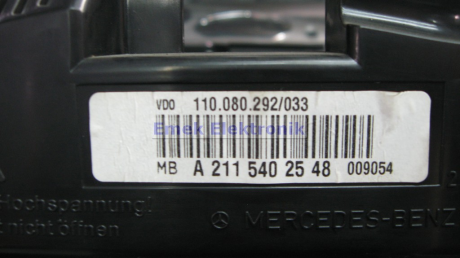 VDO 110.080.292/033
Emek Elektronik
MB A 211 540 25 48 009054
Hochspannung!
nicht öffnen
MERCEDES-BENZ